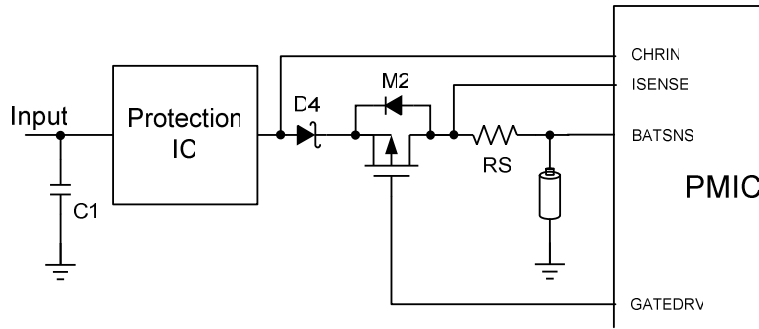 CHRIN
M2
ISENSE
D4
Input
Protection
IC
BATSNS
RS
PMIC
C1
GATEDRV